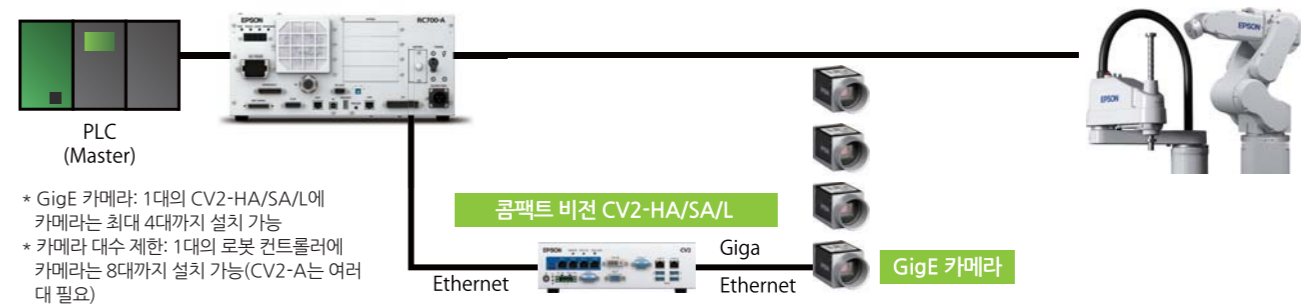 EPSON
RC700-A
EPSON
EPSON
PLC
(Master)
* GigE 카메라: 1대의 CV2-HA/SA/L에
카메라는 최대 4대까지 설치 가능
* 카메라 대수 제한: 1대의 로봇 컨트롤러에
카메라는 8대까지 설치 가능(CV2-A는 여러
대 필요)
콤팩트 비전 CV2-HA/SA/L
EPSON
CV2
Ethernet
Giga
Ethernet
GigE 카메라